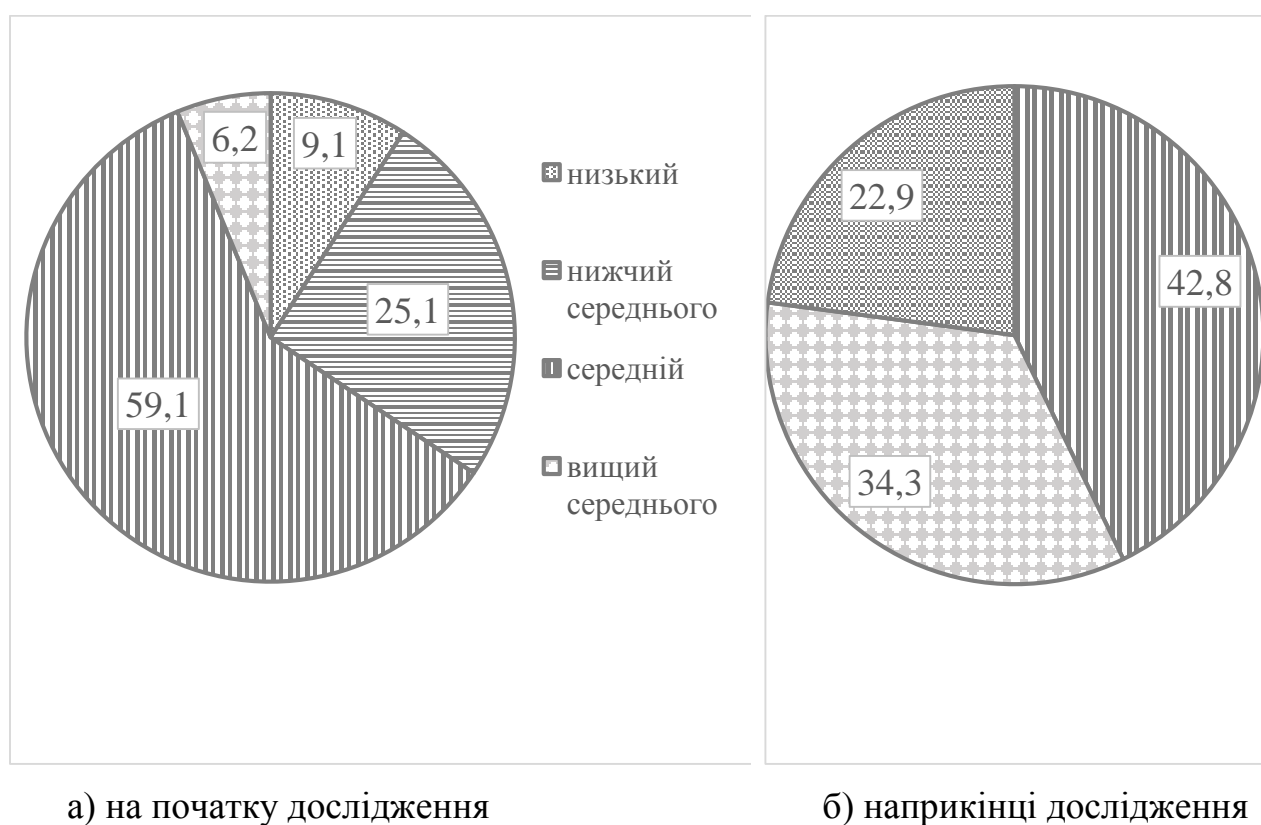 6,2
9,1
25,1
59,1
низький
нижчий
середнього
середній
вищий
середнього
22,9
42,8
34,3
а) на початку дослідження
б) наприкінці дослідження